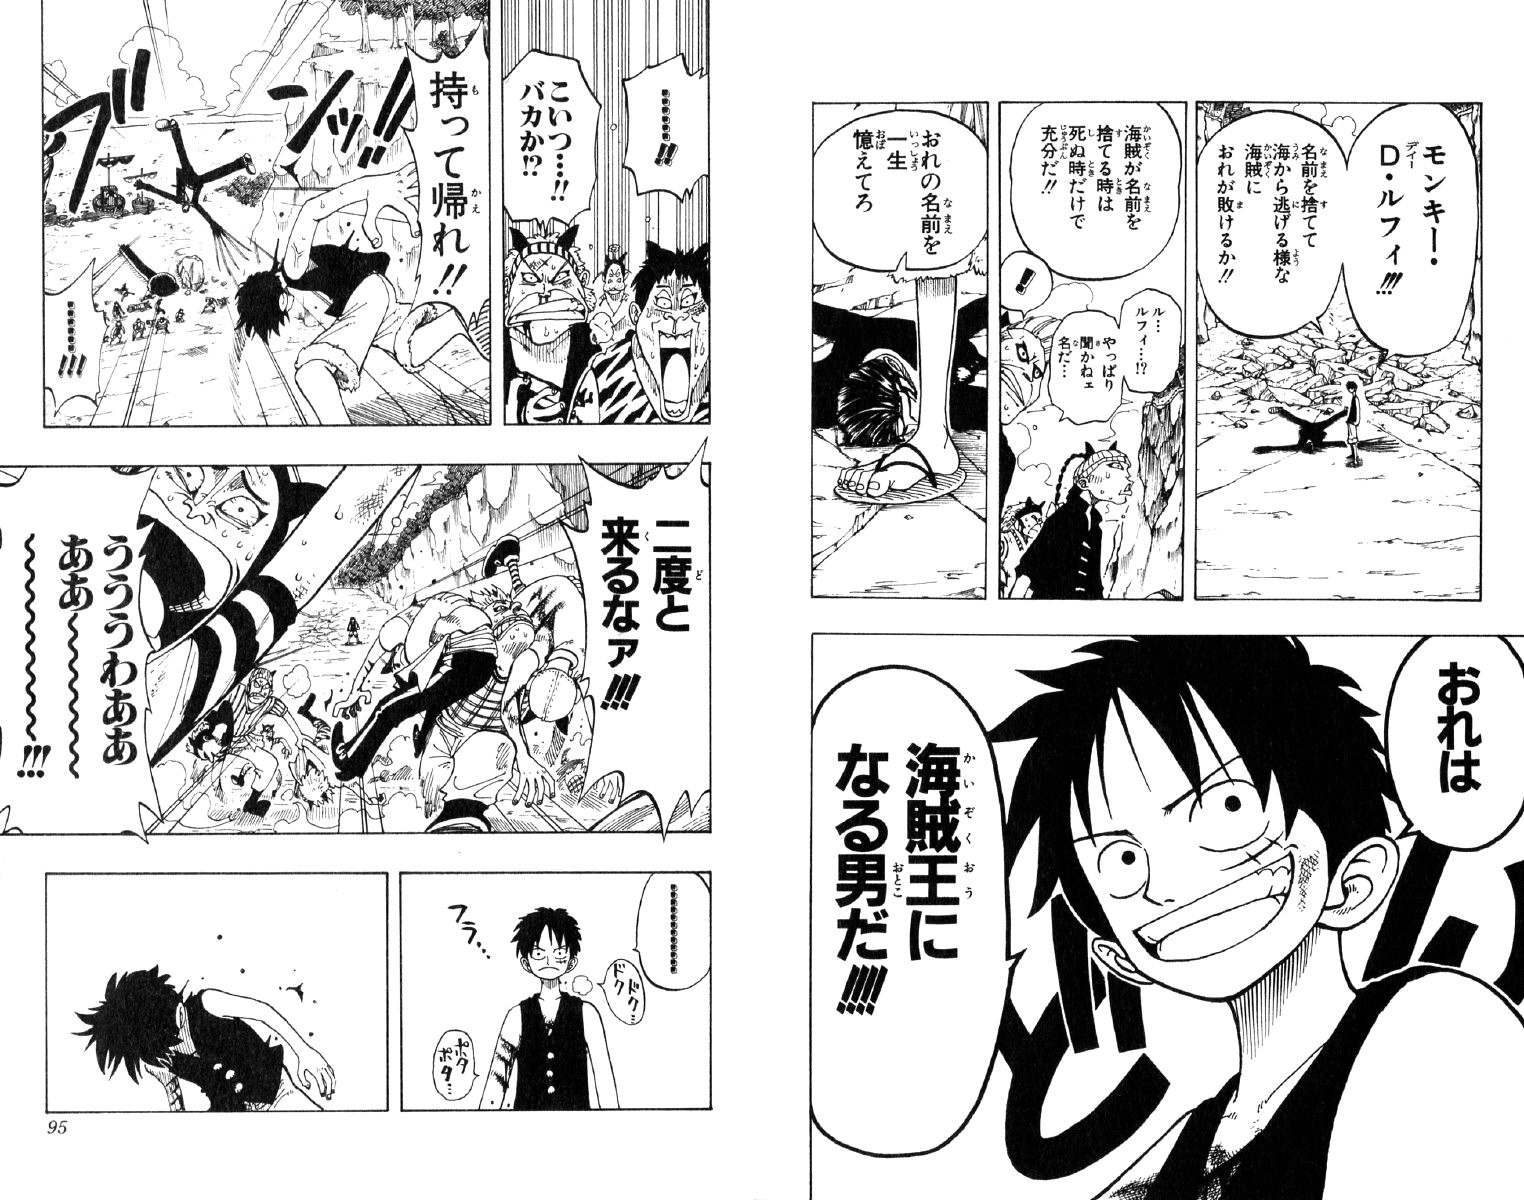 モンキー・
D・ルフィ!!!!
名前を捨てて
海から逃げる様な
海賊に
おれが敗けるか!!
海賊が名前を
捨てる時は
死ぬ時だけで
充分だ!!
!!
ル…
ルフィ…!?
やっぱり
聞かねェ
名だ…
おれの名前を
一生
憶えてろ
おれは
海賊王に
なる男だ!!!!!
ドン
………!!
こいつ…!!
バカか!?
持って帰れ!!
ブンッ!!
………!!!
二度と
来るなァ!!!!
うううわああ
ああ～～～～
～～～～～～!!!!
…………
ドクドク…
フラ…
ポタポタ…
95